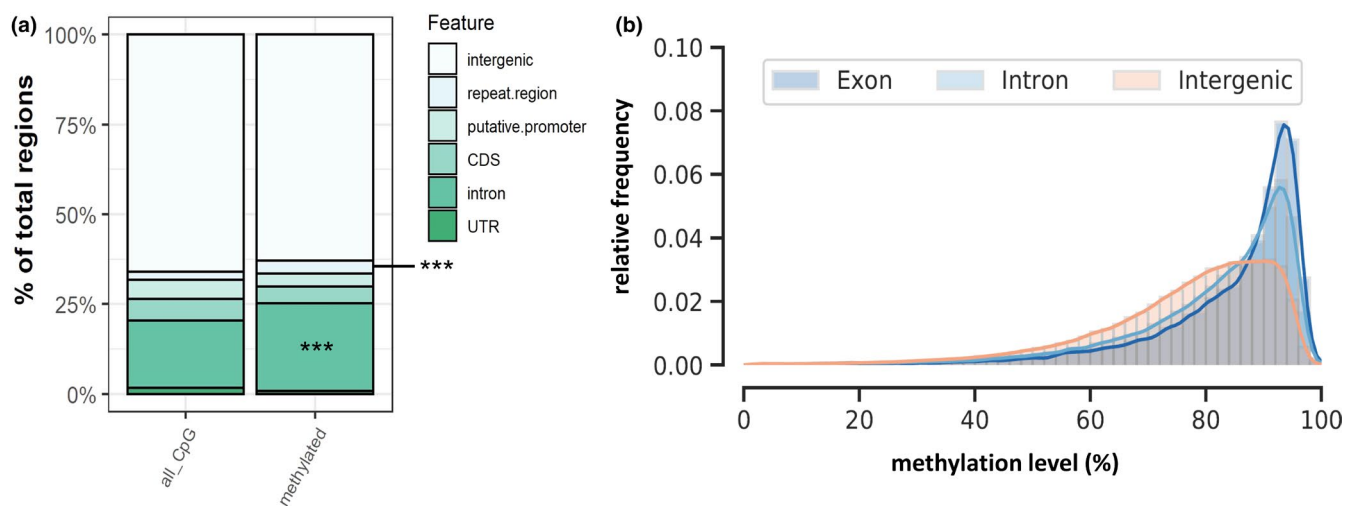 (a)
% of total regions
100%
75%
50%
25%
0%
***
***
all_CpG
methylated
Feature
intergenic
repeat.region
putative.promoter
CDS
intron
UTR
(b)
relative frequency
0.10
0.08
0.06
0.04
0.02
0.00
Exon Intron Intergenic
0 20 40 60 80 100
methylation level (%)